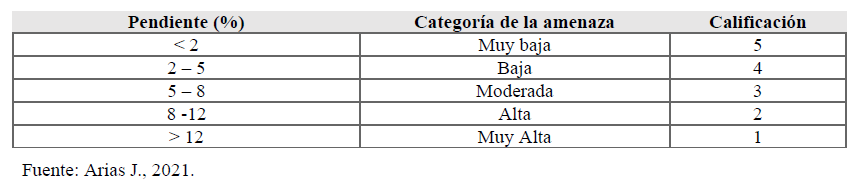 Pendiente (%) Categoría de la amenaza Calificación
< 2 Muy baja 5
2 – 5 Baja 4
5 – 8 Moderada 3
8 -12 Alta 2
> 12 Muy Alta 1
Fuente: Arias J., 2021.